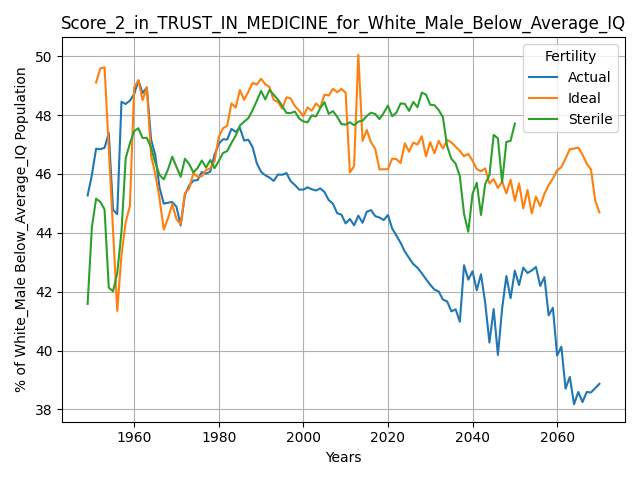 Score_2_in_TRUST_IN_MEDICINE_for_White_Male_Below_Average_IQ
% of White_Male Below_Average_IQ Population
50
48
46
44
42
40
38
Fertility
Actual
Ideal
Sterile
1960 1980 2000 2020 2040 2060
Years